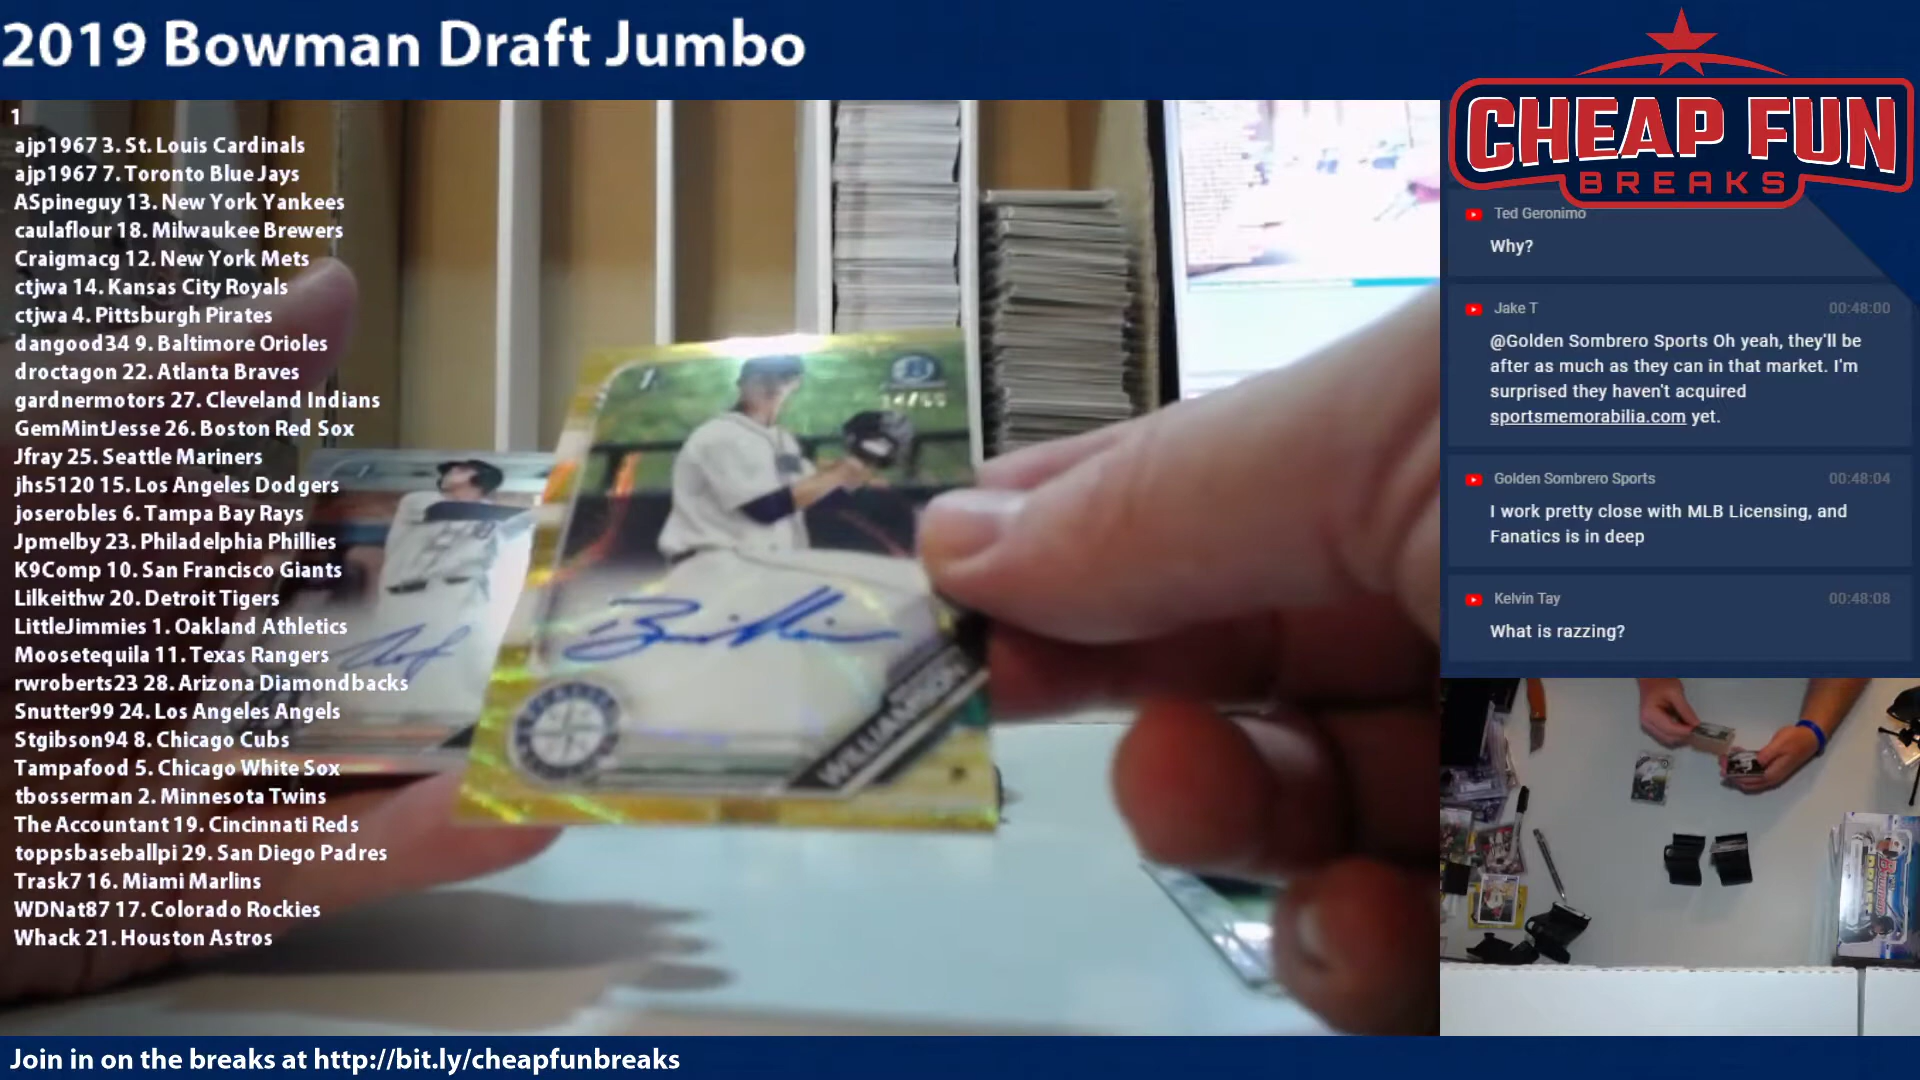 2019 Bowman Draft Jumbo
CHEAP FUN
BREAKS
1
ajp1967 3. St. Louis Cardinals
ajp1967 7. Toronto Blue Jays
ASpineguy 13. New York Yankees
caulaflour 18. Milwaukee Brewers
Craigmacg 12. New York Mets
ctjwa 14. Kansas City Royals
ctjwa 4. Pittsburgh Pirates
dangood34 9. Baltimore Orioles
droctagon 22. Atlanta Braves
gardnermotors 27. Cleveland Indians
GemMintJesse 26. Boston Red Sox
Jfray 25. Seattle Mariners
jhs5120 15. Los Angeles Dodgers
joserobles 6. Tampa Bay Rays
Jpmelby 23. Philadelphia Phillies
K9Comp 10. San Francisco Giants
Lilkeithw 20. Detroit Tigers
LittleJimmies 1. Oakland Athletics
Moosetequila 11. Texas Rangers
rwroberts23 28. Arizona Diamondbacks
Snutter99 24. Los Angeles Angels
Stgibson94 8. Chicago Cubs
Tampafood 5. Chicago White Sox
tbosserman 2. Minnesota Twins
The Accountant 19. Cincinnati Reds
toppsbaseballpi 29. San Diego Padres
Trask7 16. Miami Marlins
WDNat87 17. Colorado Rockies
Whack 21. Houston Astros
WILLIAMSON
Ted Geronimo
Why?
Jake T 00:48:00
@Golden Sombrero Sports Oh yeah, they'll be
after as much as they can in that market. I'm
surprised they haven't acquired
sportsmemorabilia.com yet.
Golden Sombrero Sports 00:48:04
I work pretty close with MLB Licensing, and
Fanatics is in deep
Kelvin Tay 00:48:08
What is razzing?
Join in on the breaks at http://bit.ly/cheapfunbreaks